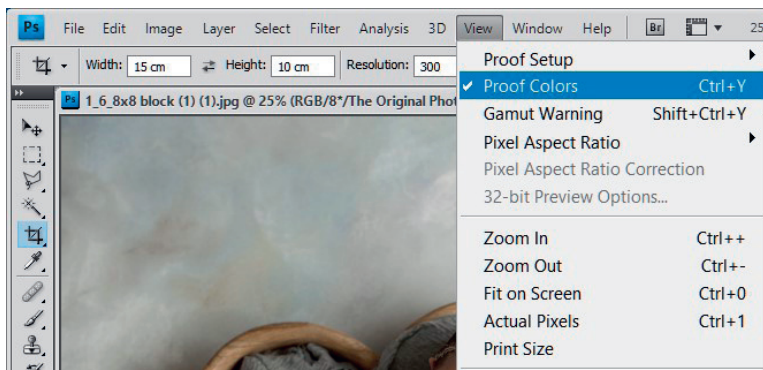 Ps File Edit Image Layer Select Filter Analysis 3D View Window Help Br 25
Width: 15 cm Height: 10 cm Resolution: 300
Ps 1_6_8x8 block (1) (1).jpg @ 25% (RGB/8*/The Original Phot
Proof Setup
Proof Colors Ctrl+Y
Gamut Warning Shift+Ctrl+Y
Pixel Aspect Ratio
Pixel Aspect Ratio Correction
32-bit Preview Options...
Zoom In Ctrl++
Zoom Out Ctrl+-
Fit on Screen Ctrl+0
Actual Pixels Ctrl+1
Print Size